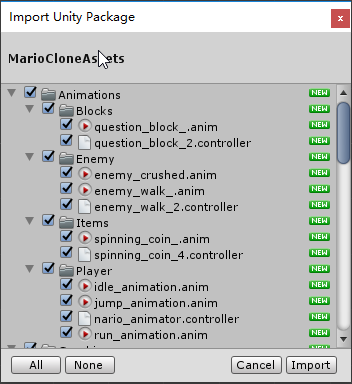 Import Unity Package
x
MarioCloneAssets
Animations NEW
Blocks NEW
question_block_.anim NEW
question_block_2.controller NEW
Enemy NEW
enemy_crushed.anim NEW
enemy_walk_.anim NEW
enemy_walk_2.controller NEW
Items NEW
spinning_coin_.anim NEW
spinning_coin_4.controller NEW
Player NEW
idle_animation.anim NEW
jump_animation.anim NEW
nario_animator.controller NEW
run_animation.anim NEW
All None Cancel Import